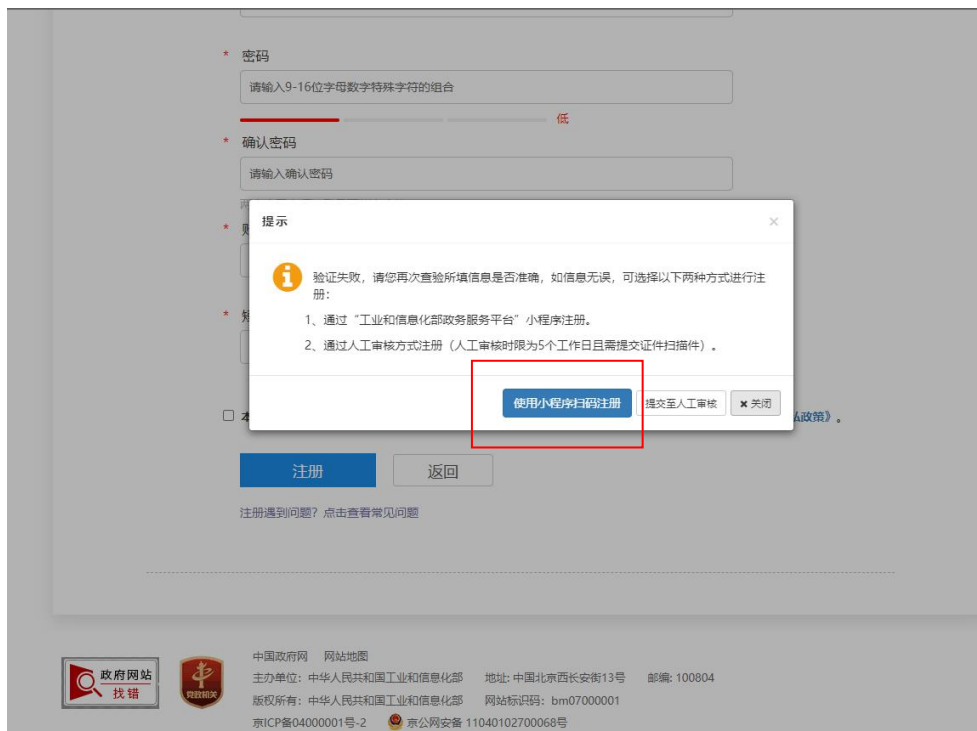 * 密码
请输入9-16位字母数字特殊字符的组合
低
* 确认密码
请输入确认密码
提示
×
*
验证失败，请您再次查验所填信息是否准确，如信息无误，可选择以下两种方式进行注
册：
*
1、通过“工业和信息化部政务服务平台”小程序注册。
2、通过人工审核方式注册（人工审核时限为5个工作日且需提交证件扫描件）.
使用小程序扫码注册 提交至人工审核 ×关闭
政策》。
注册 返回
注册遇到问题？点击查看常见问题
政府网站
找错
党政机关
中国政府网 网站地图
主办单位：中华人民共和国工业和信息化部 地址: 中国北京西长安街13号 邮编: 100804
版权所有：中华人民共和国工业和信息化部 网站标识码：bm07000001
京ICP备04000001号-2 京公网安备 11040102700068号